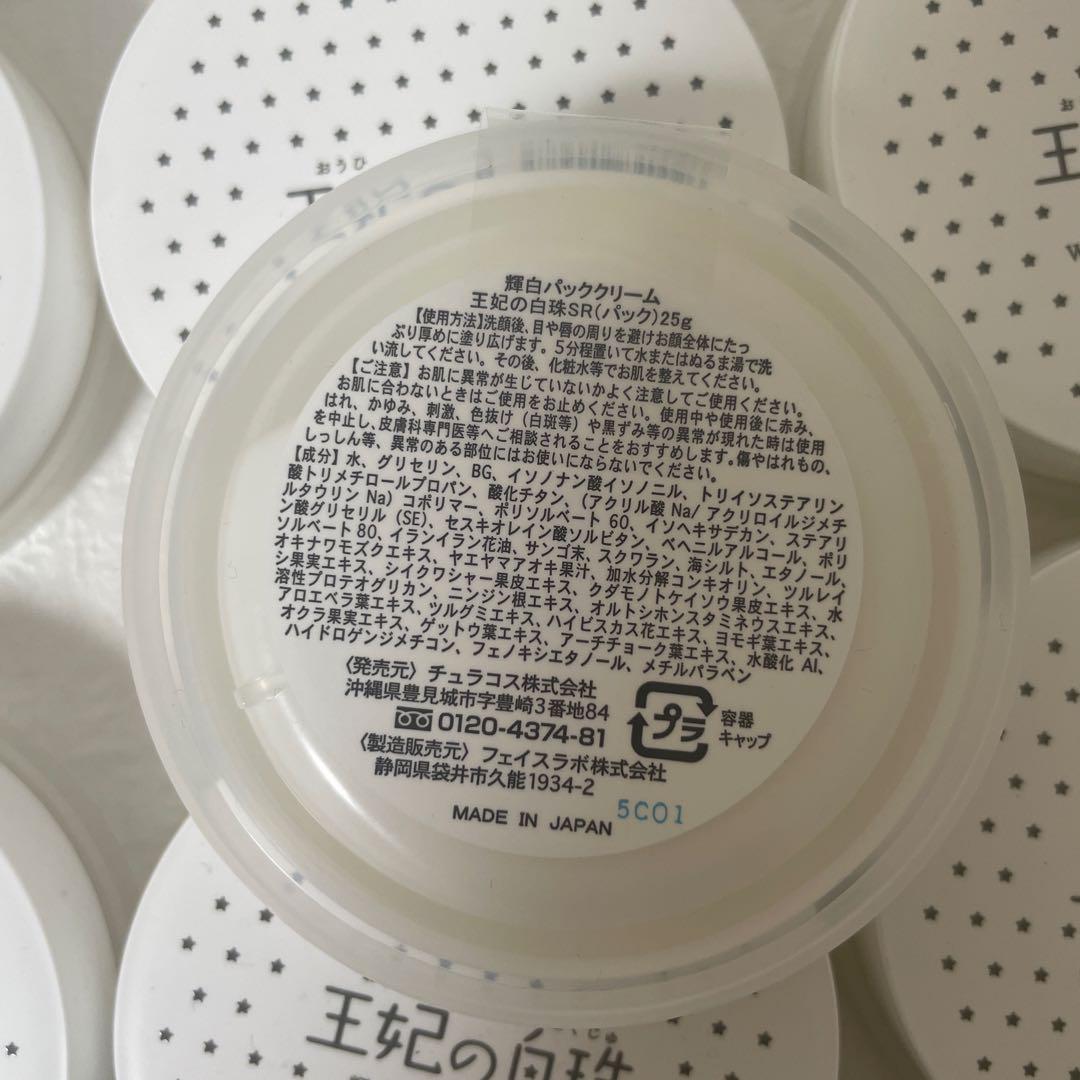 おうひ
王
お
王
W
輝白パッククリーム
王妃の白珠SR(パック)25g
【使用方法】洗顔後、目や唇の周りを避けお顔全体にたっ
ぷり厚めに塗り広げます。5分程置いて水またはぬるま湯で洗
い流してください。その後、化粧水等でお肌を整えてください。
【ご注意】お肌に異常が生じていないかよく注意してご使用ください。
お肌に合わないときはご使用をお止めください。使用中や使用後に赤み、
はれ、かゆみ、刺激、色抜け(白斑等)や黒ずみ等の異常が現れた時は使用
を中止し、皮膚科専門医等へご相談されることをおすすめします。傷やはれもの、
しっしん等、異常のある部位にはお使いにならないでください。
【成分】水、グリセリン、BG、イソノナン酸イソノニル、トリイソステアリン
酸トリメチロールプロパン、酸化チタン、(アクリル酸Na/アクリロイルジメチ
ルタウリンNa)コポリマー、ポリソルベート60、イソヘキサデカン、ステアリ
ン酸グリセリル(SE)、セスキオレイン酸ソルビタン、ベヘニルアルコール、ポリ
ソルベート80、イランイラン花油、サンゴ末、スクワラン、海シルト、エタノール、
オキナワモズクエキス、ヤエヤマアオキ果汁、加水分解コンキオリン、ツルレイ
シ果実エキス、シイクワシャー果皮エキス、クダモノトケイソウ果皮エキス、水
溶性プロテオグリカン、ニンジン根エキス、オルトシホンスタミネウスエキス、
アロエベラ葉エキス、ツルグミエキス、ハイビスカス花エキス、ヨモギ葉エキス、
オクラ果実エキス、ゲットウ葉エキス、アーチチョーク葉エキス、水酸化Al、
ハイドロゲンジメチコン、フェノキシエタノール、メチルパラベン
〈発売元〉チュラコス株式会社
沖縄県豊見城市字豊崎3番地84
0120-4374-81
〈製造販売元〉フェイスラボ株式会社
静岡県袋井市久能1934-2
プラ
容器
キャップ
MADE IN JAPAN
5C01
王妃の白珠